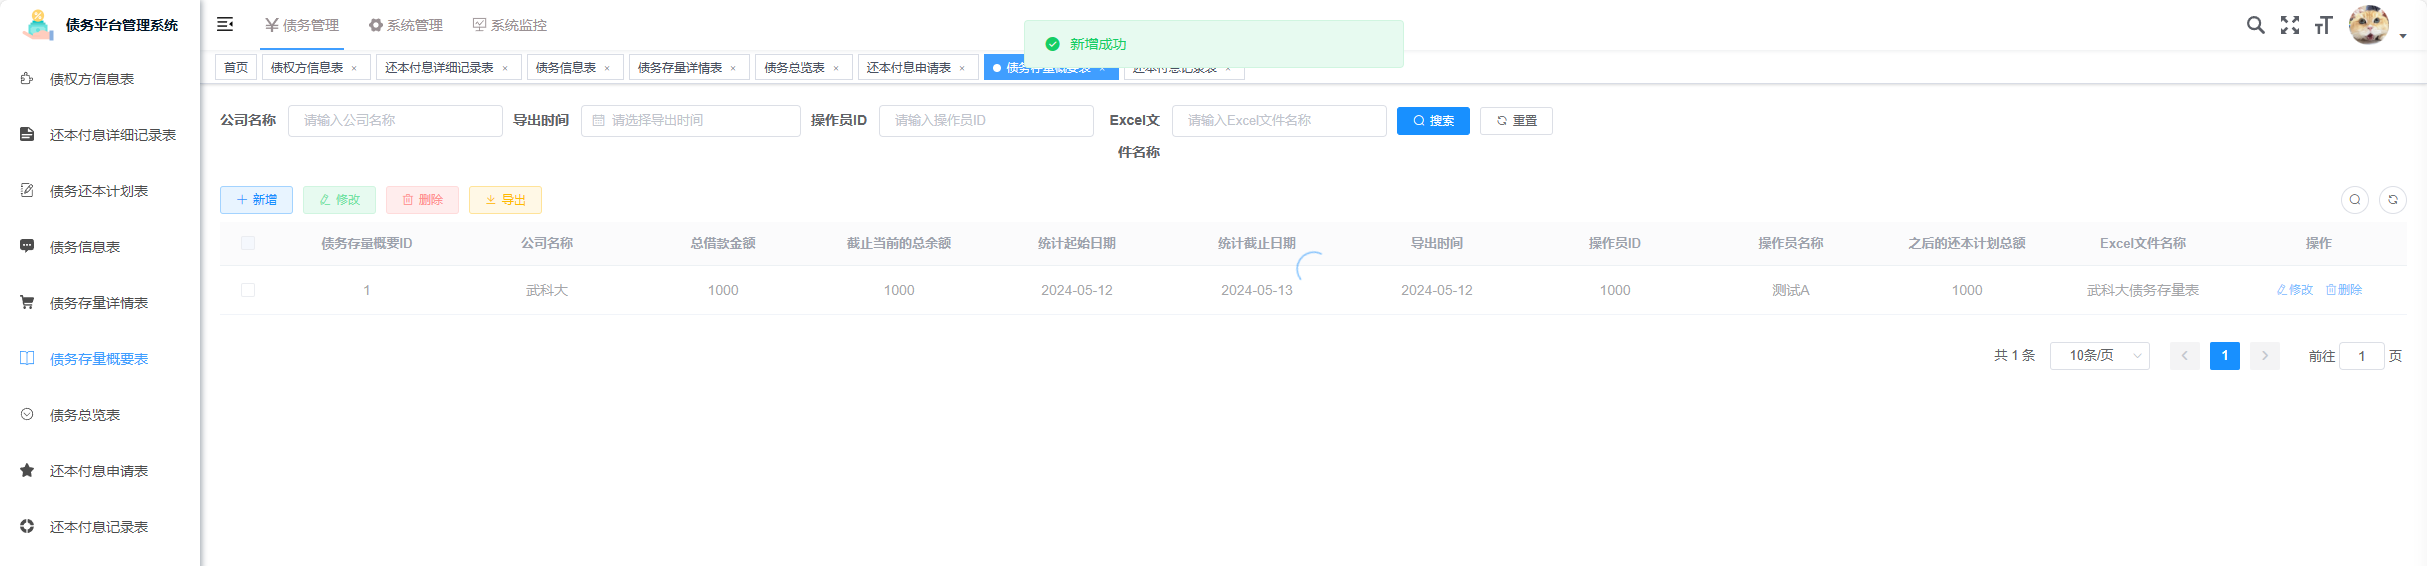 债务平台管理系统
债务管理 系统管理 系统监控
新增成功
首页 债权方信息表 × 还本付息详细记录表 × 债务信息表 × 债务存量详情表 × 债务总览表 × 还本付息申请表 × 债务存量概要表 × 还本付息记录表 ×
债权方信息表
还本付息详细记录表
债务还本计划表
债务信息表
债务存量详情表
债务存量概要表
债务总览表
还本付息申请表
还本付息记录表
公司名称 请输入公司名称 导出时间 请选择导出时间 操作员ID 请输入操作员ID Excel文件名称 请输入Excel文件名称 搜索 重置
新增 修改 删除 导出
债务存量概要ID 公司名称 总借款金额 截止当前的总余额 统计起始日期 统计截止日期 导出时间 操作员ID 操作员名称 之后的还本计划总额 Excel文件名称 操作
1 武科大 1000 1000 2024-05-12 2024-05-13 2024-05-12 1000 测试A 1000 武科大债务存量表 修改 删除
共 1 条 10条/页 1 前往 1 页